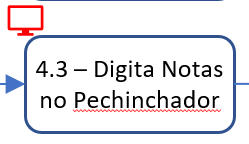 4.3 – Digita Notas
no Pechinchador